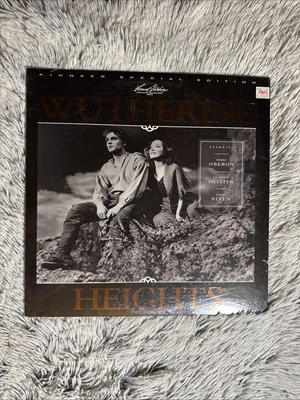 PIONEER SPECIAL EDITION
WUTHERING
STARRING
OBERON
OLIVIER
NIVEN
HEIGHTS